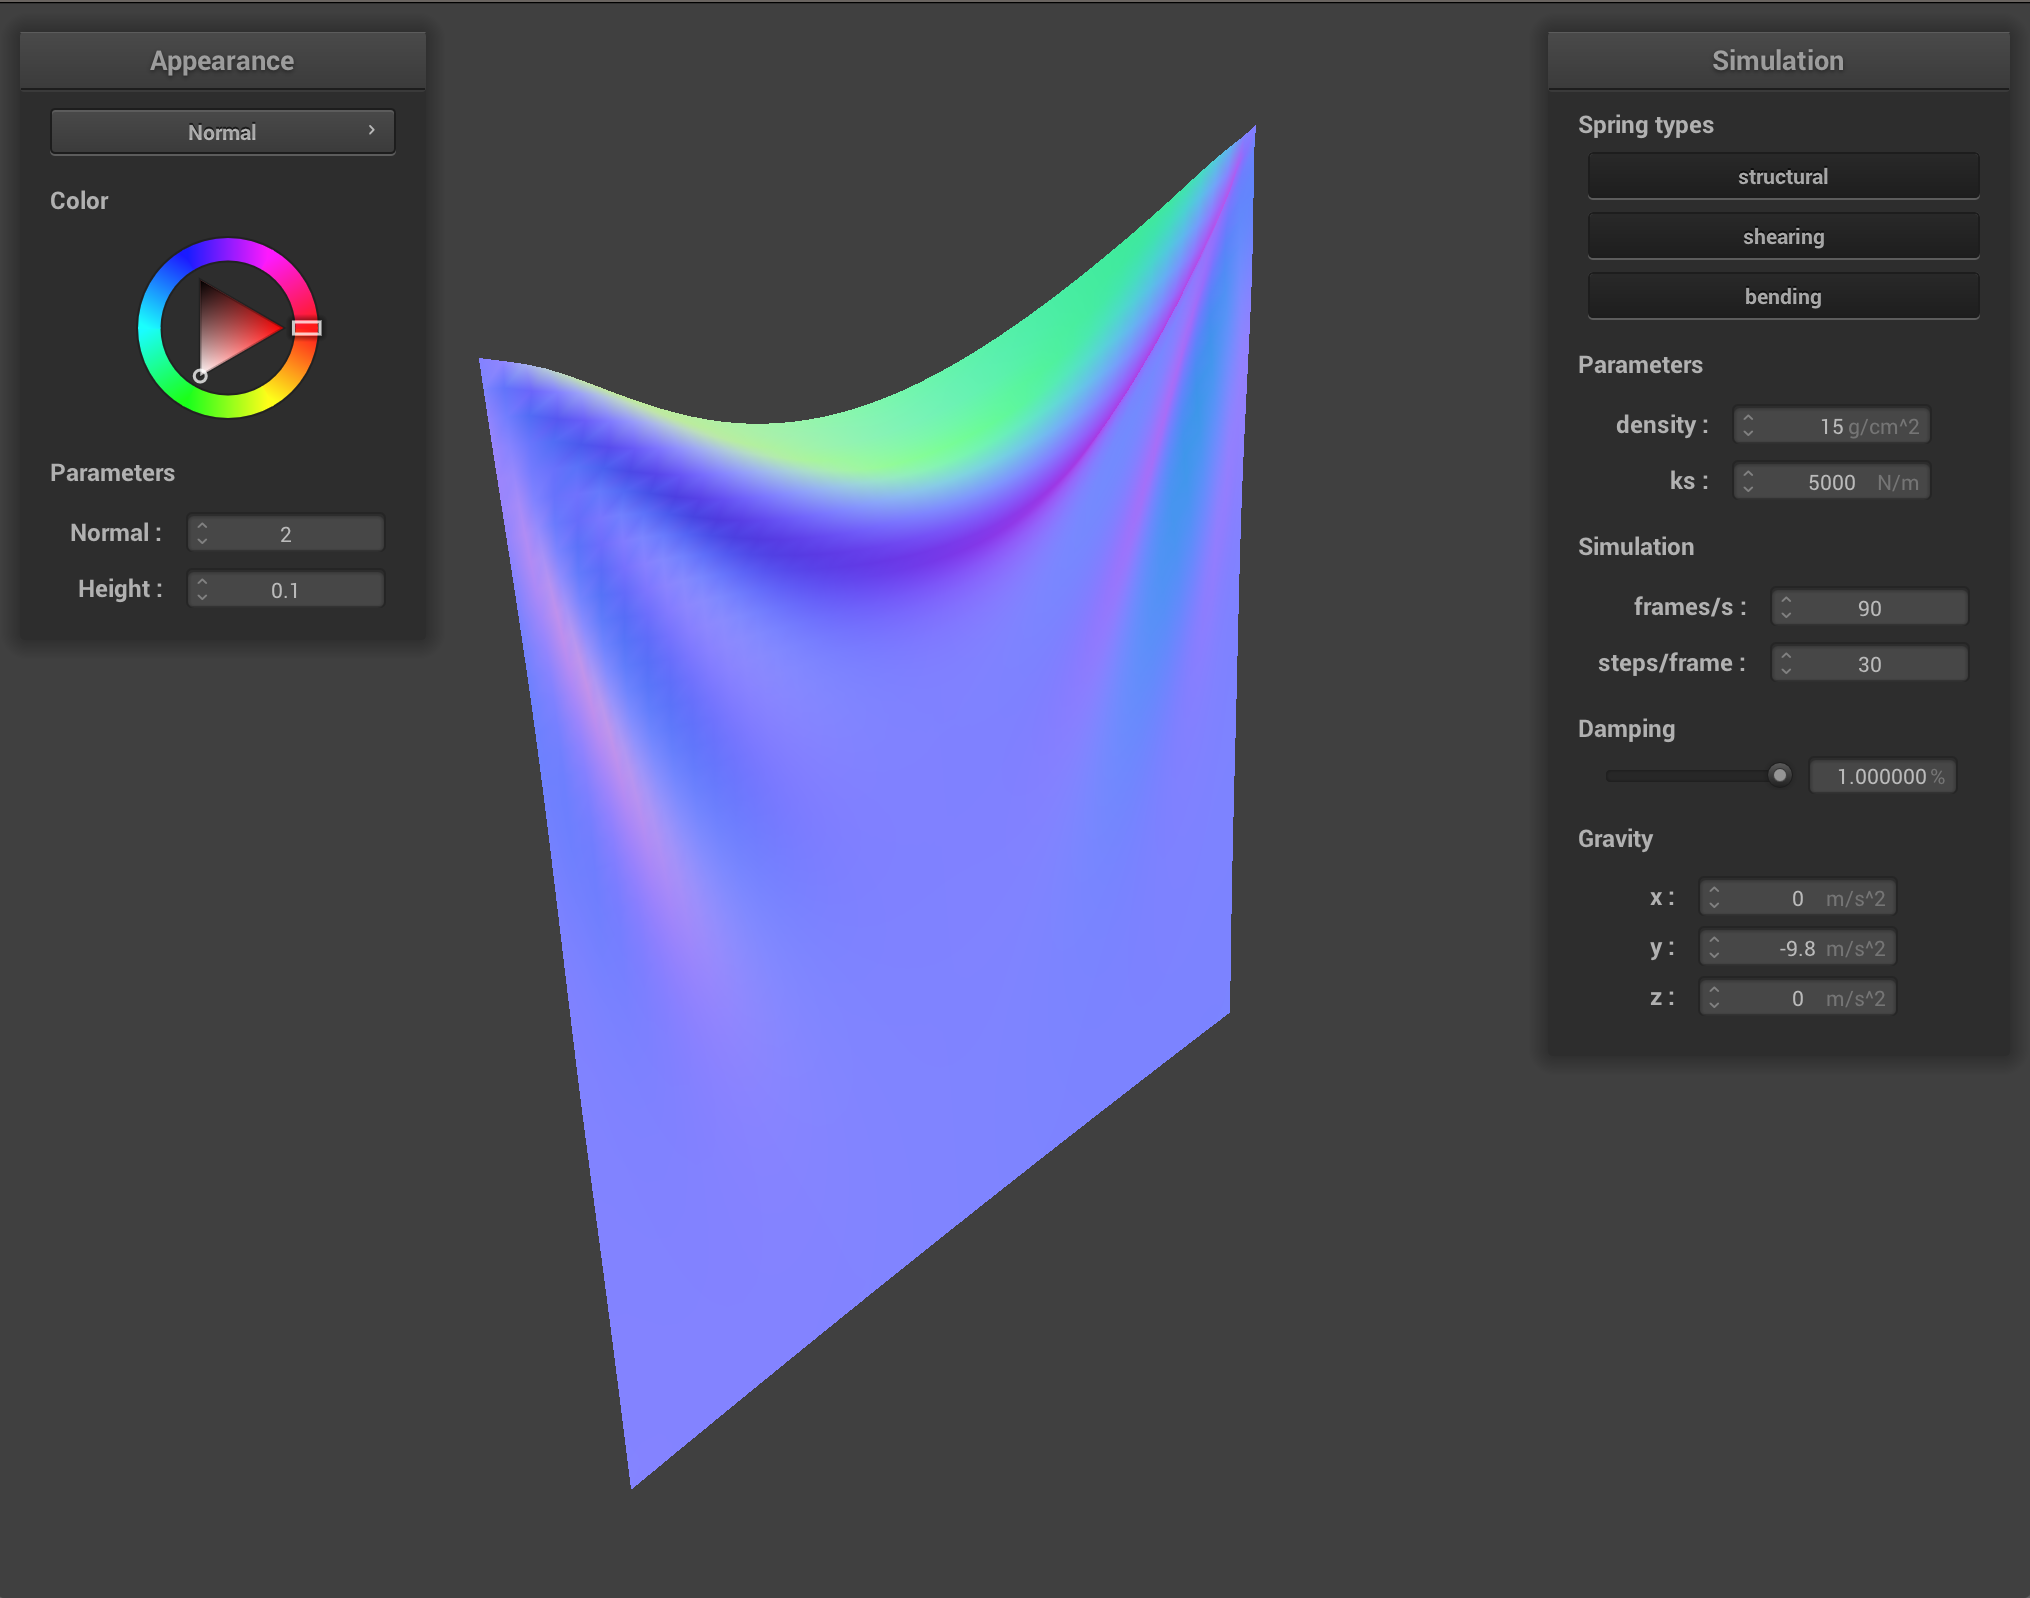 Appearance
Normal
Color
Parameters
Normal : 2
Height : 0.1
Simulation
Spring types
structural
shearing
bending
Parameters
density : 15 g/cm^2
ks : 5000 N/m
Simulation
frames/s : 90
steps/frame : 30
Damping
1.000000 %
Gravity
x : 0 m/s^2
y : -9.8 m/s^2
z : 0 m/s^2